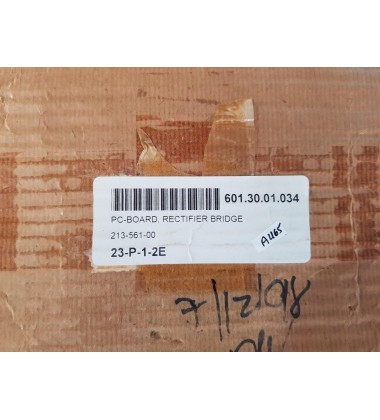 601.30.01.034
PC-BOARD, RECTIFIER BRIDGE
213-561-00
A1165
23-P-1-2E